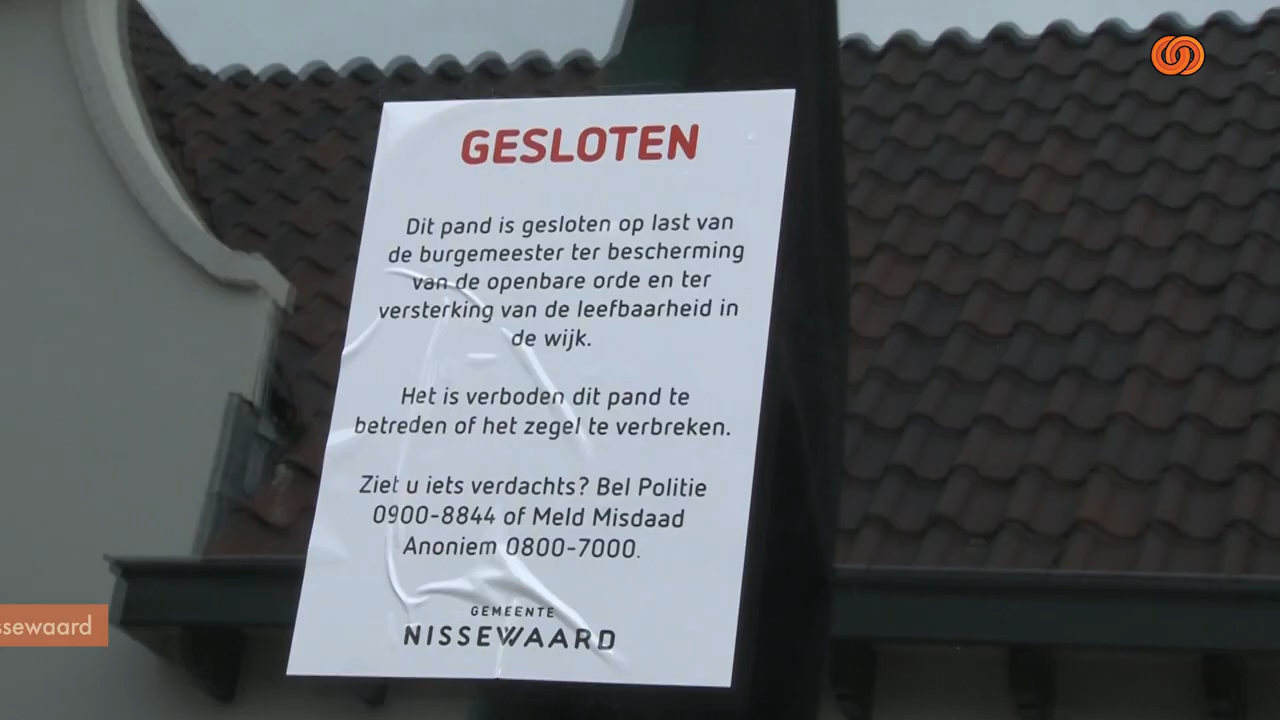 GESLOTEN
Dit pand is gesloten op last van
de burgemeester ter bescherming
van de openbare orde en ter
versterking van de leefbaarheid in
de wijk.
Het is verboden dit pand te
betreden of het zegel te verbreken.
Ziet u iets verdachts? Bel Politie
0900-8844 of Meld Misdaad
Anoniem 0800-7000.
GEMEENTE
NISSEWAARD
ssewaard